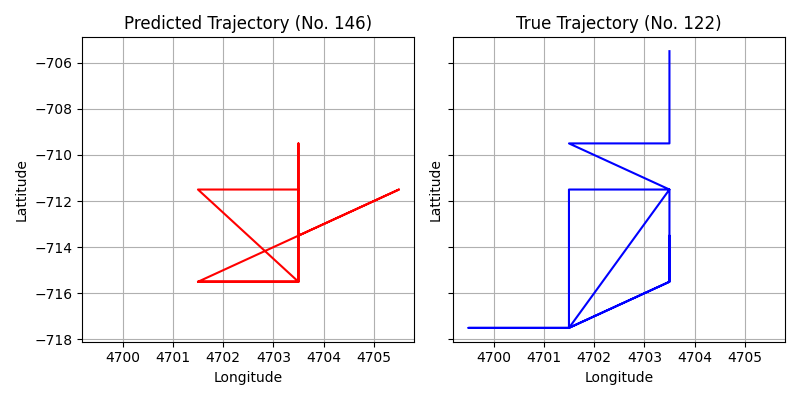 Predicted Trajectory (No. 146)
True Trajectory (No. 122)
Lattitude
−706
−708
−710
−712
−714
−716
−718
4700 4701 4702 4703 4704 4705
Longitude
Lattitude
4700 4701 4702 4703 4704 4705
Longitude